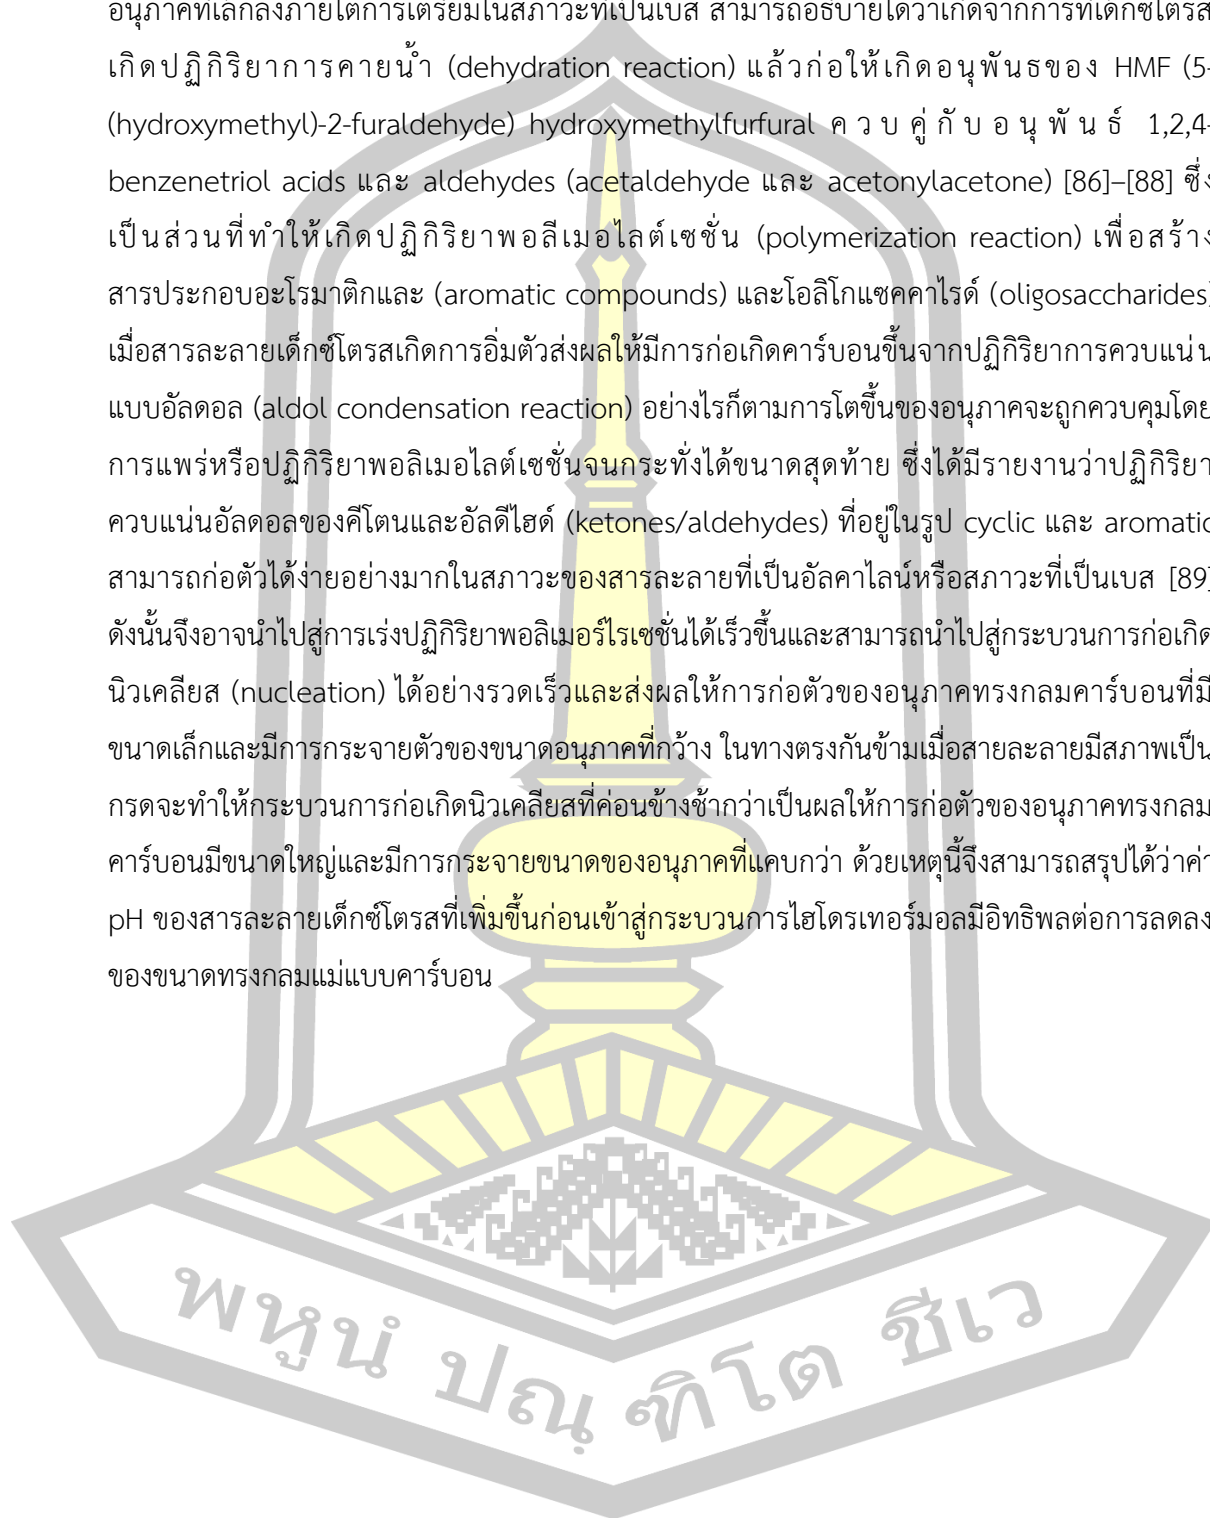 อนุภาคที่เล็กลงภายใต้การเตรียมในสภาวะที่เป็นเบส สามารถอธิบายได้ว่าเกิดจากการที่เด็กซ์โตรส
เกิดปฏิกิริยาการคายน้ำ (dehydration reaction) แล้วก่อให้เกิดอนุพันธของ HMF (5-
(hydroxymethyl)-2-furaldehyde) hydroxymethylfurfural ควบคู่กับอนุพันธ์ 1,2,4-
benzenetriol acids และ aldehydes (acetaldehyde และ acetonylacetone) [86]–[88] ซึ่ง
เป็นส่วนที่ทำให้เกิดปฏิกิริยาพอลีเมอไลต์เซชั่น (polymerization reaction) เพื่อสร้าง
สารประกอบอะโรมาติกและ (aromatic compounds) และโอลิโกแซคคาไรด์ (oligosaccharides)
เมื่อสารละลายเด็กซ์โตรสเกิดการอิ่มตัวส่งผลให้มีการก่อเกิดคาร์บอนขึ้นจากปฏิกิริยาการควบแน่น
แบบอัลดอล (aldol condensation reaction) อย่างไรก็ตามการโตขึ้นของอนุภาคจะถูกควบคุมโดย
การแพร่หรือปฏิกิริยาพอลิเมอไลต์เซชั่นจนกระทั่งได้ขนาดสุดท้าย ซึ่งได้มีรายงานว่าปฏิกิริยา
ควบแน่นอัลดอลของคีโตนและอัลดีไฮด์ (ketones/aldehydes) ที่อยู่ในรูป cyclic และ aromatic
สามารถก่อตัวได้ง่ายอย่างมากในสภาวะของสารละลายที่เป็นอัลคาไลน์หรือสภาวะที่เป็นเบส [89]
ดังนั้นจึงอาจนำไปสู่การเร่งปฏิกิริยาพอลิเมอร์ไรเซชั่นได้เร็วขึ้นและสามารถนำไปสู่กระบวนการก่อเกิด
นิวเคลียส (nucleation) ได้อย่างรวดเร็วและส่งผลให้การก่อตัวของอนุภาคทรงกลมคาร์บอนที่มี
ขนาดเล็กและมีการกระจายตัวของขนาดอนุภาคที่กว้าง ในทางตรงกันข้ามเมื่อสายละลายมีสภาพเป็น
กรดจะทำให้กระบวนการก่อเกิดนิวเคลียสที่ค่อนข้างช้ากว่าเป็นผลให้การก่อตัวของอนุภาคทรงกลม
คาร์บอนมีขนาดใหญ่และมีการกระจายขนาดของอนุภาคที่แคบกว่า ด้วยเหตุนี้จึงสามารถสรุปได้ว่าค่า
pH ของสารละลายเด็กซ์โตรสที่เพิ่มขึ้นก่อนเข้าสู่กระบวนการไฮโดรเทอร์มอลมีอิทธิพลต่อการลดลง
ของขนาดทรงกลมแม่แบบคาร์บอน
พหูนํ ปณฺ ฑิโต ชีเว